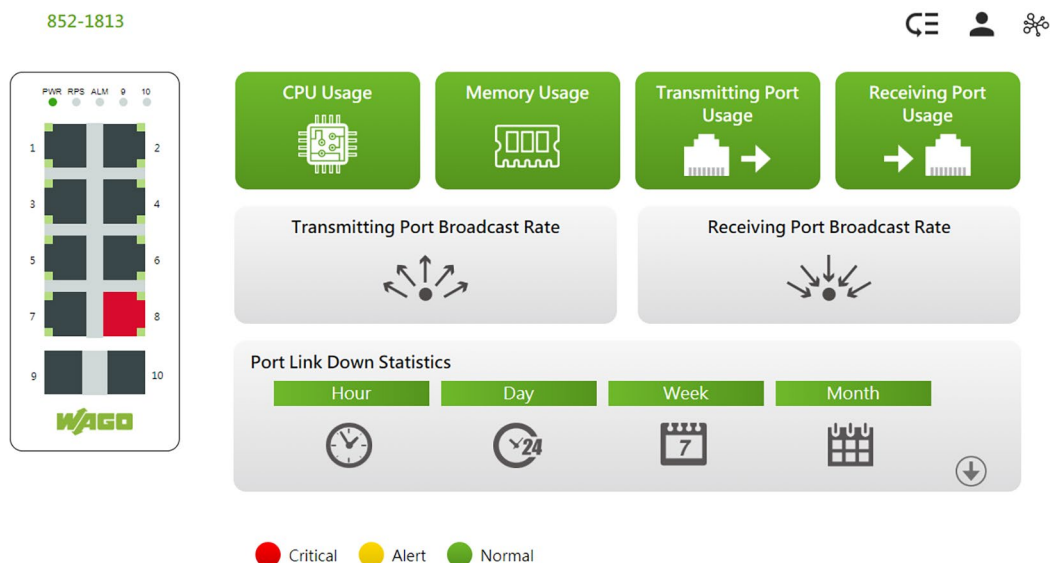 852-1813
PWR RPS ALM 9 10
1 2
3 4
5 6
7 8
9 10
WAGO
CPU Usage
Memory Usage
Transmitting Port
Usage
Receiving Port
Usage
Transmitting Port Broadcast Rate
Receiving Port Broadcast Rate
Port Link Down Statistics
Hour Day Week Month
24 7
Critical Alert Normal